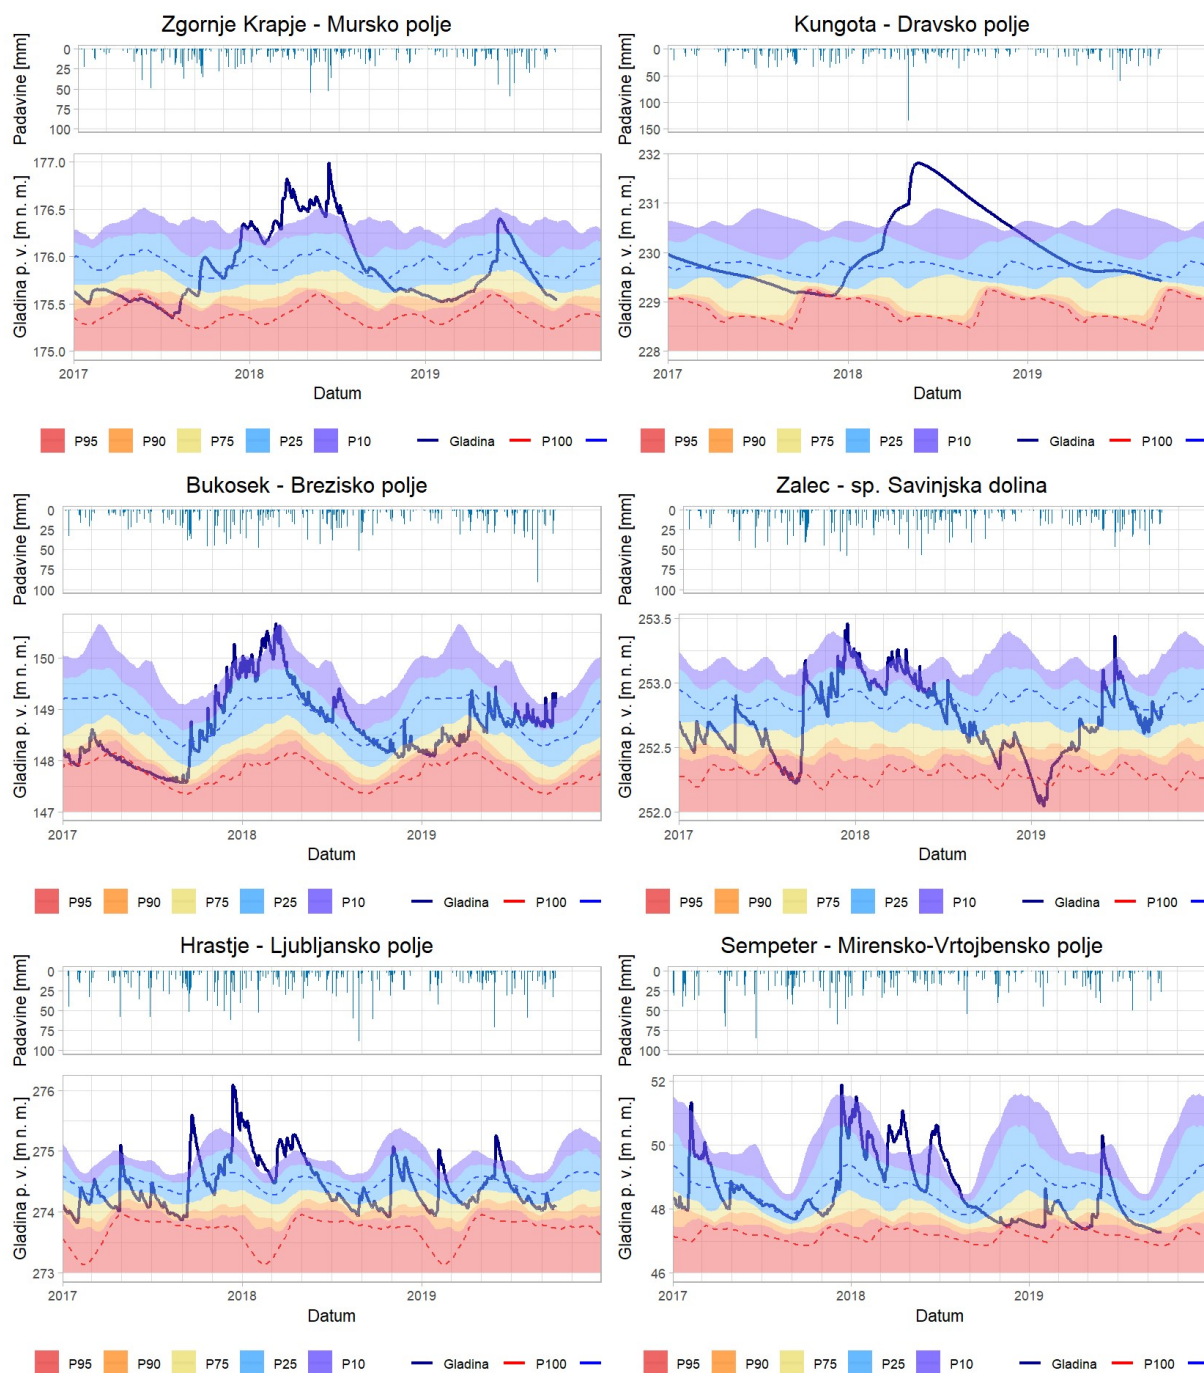 Zgornje Krapje - Mursko polje
Padavine [mm]
0
25
50
75
100
Gladina p. v. [m n. m.]
177.0
176.5
176.0
175.5
175.0
2017
2018
2019
Datum
P95
P90
P75
P25
P10
Gladina
P100
Kungota - Dravsko polje
Padavine [mm]
0
50
100
150
Gladina p. v. [m n. m.]
232
231
230
229
228
2017
2018
2019
Datum
P95
P90
P75
P25
P10
Gladina
P100
Bukosek - Brezisko polje
Padavine [mm]
0
25
50
75
100
Gladina p. v. [m n. m.]
150
149
148
147
2017
2018
2019
Datum
P95
P90
P75
P25
P10
Gladina
P100
Zalec - sp. Savinjska dolina
Padavine [mm]
0
25
50
75
100
Gladina p. v. [m n. m.]
253.5
253.0
252.5
252.0
2017
2018
2019
Datum
P95
P90
P75
P25
P10
Gladina
P100
Hrastje - Ljubljansko polje
Padavine [mm]
0
25
50
75
100
Gladina p. v. [m n. m.]
276
275
274
273
2017
2018
2019
Datum
P95
P90
P75
P25
P10
Gladina
P100
Sempeter - Mirensko-Vrtojbensko polje
Padavine [mm]
0
25
50
75
100
Gladina p. v. [m n. m.]
52
50
48
46
2017
2018
2019
Datum
P95
P90
P75
P25
P10
Gladina
P100